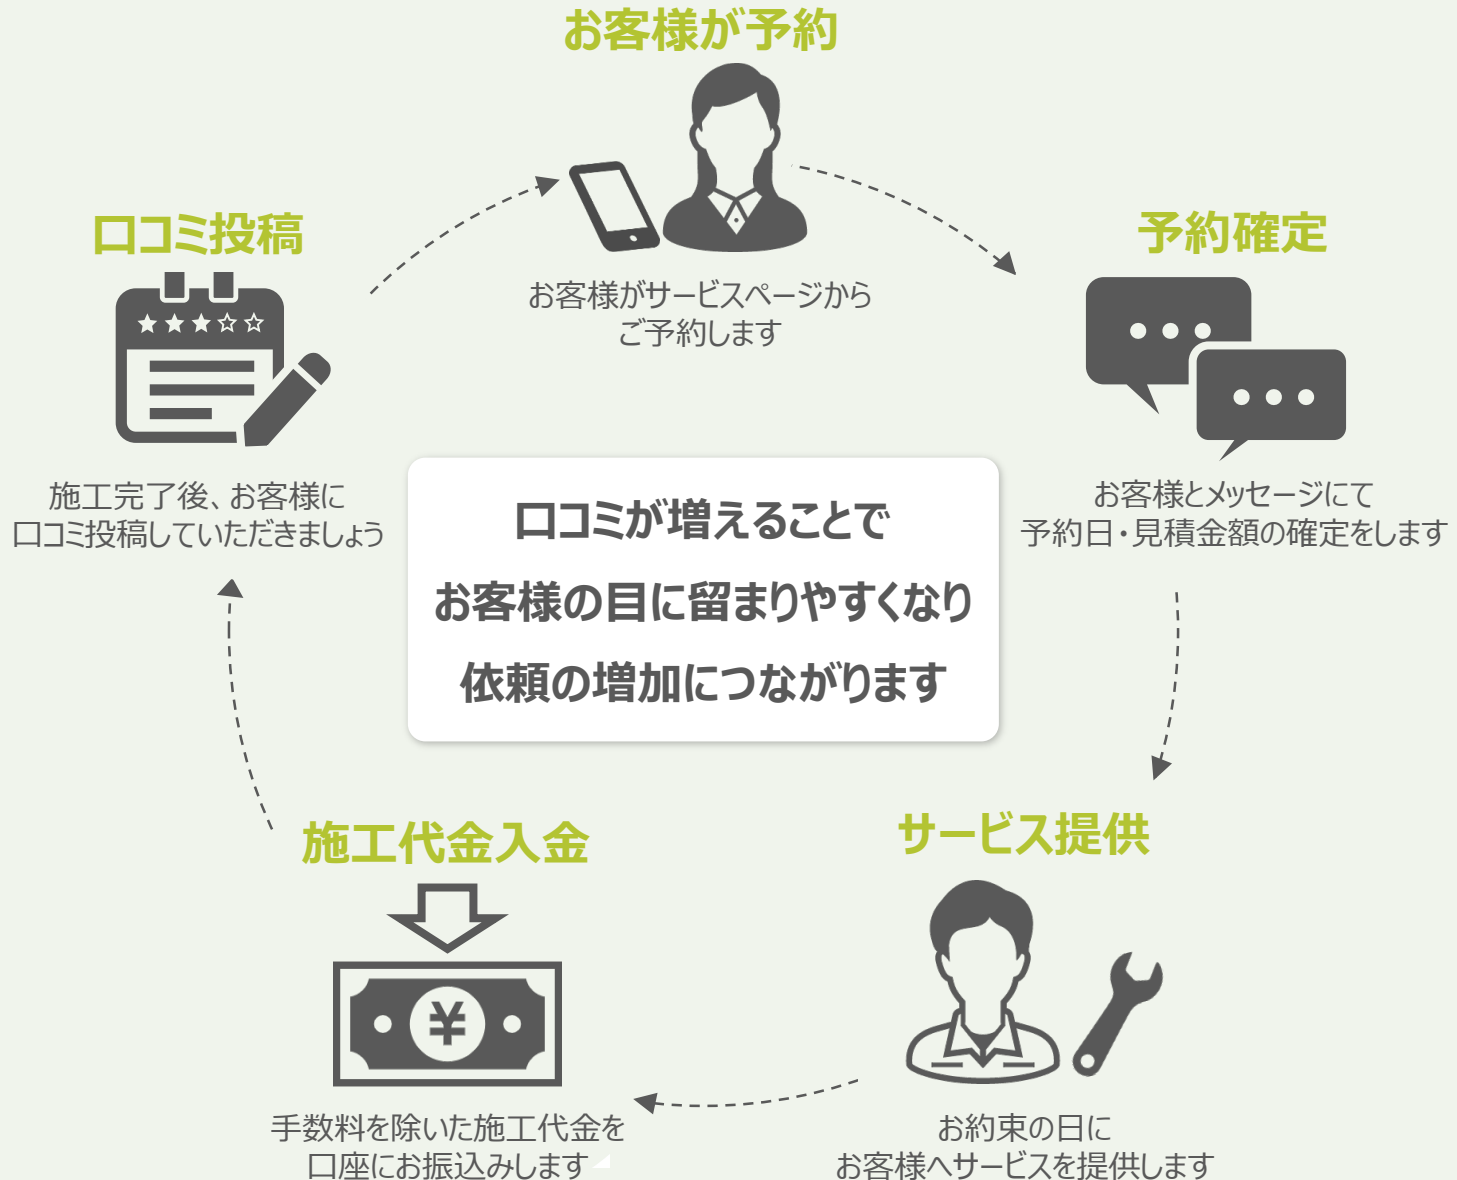 お客様が予約
お客様がサービスページから
ご予約します
予約確定
お客様とメッセージにて
予約日・見積金額の確定をします
サービス提供
お約束の日に
お客様へサービスを提供します
施工代金入金
¥
手数料を除いた施工代金を
口座にお振込みします
口コミ投稿
施工完了後、お客様に
口コミ投稿していただきましょう
口コミが増えることで
お客様の目に留まりやすくなり
依頼の増加につながります